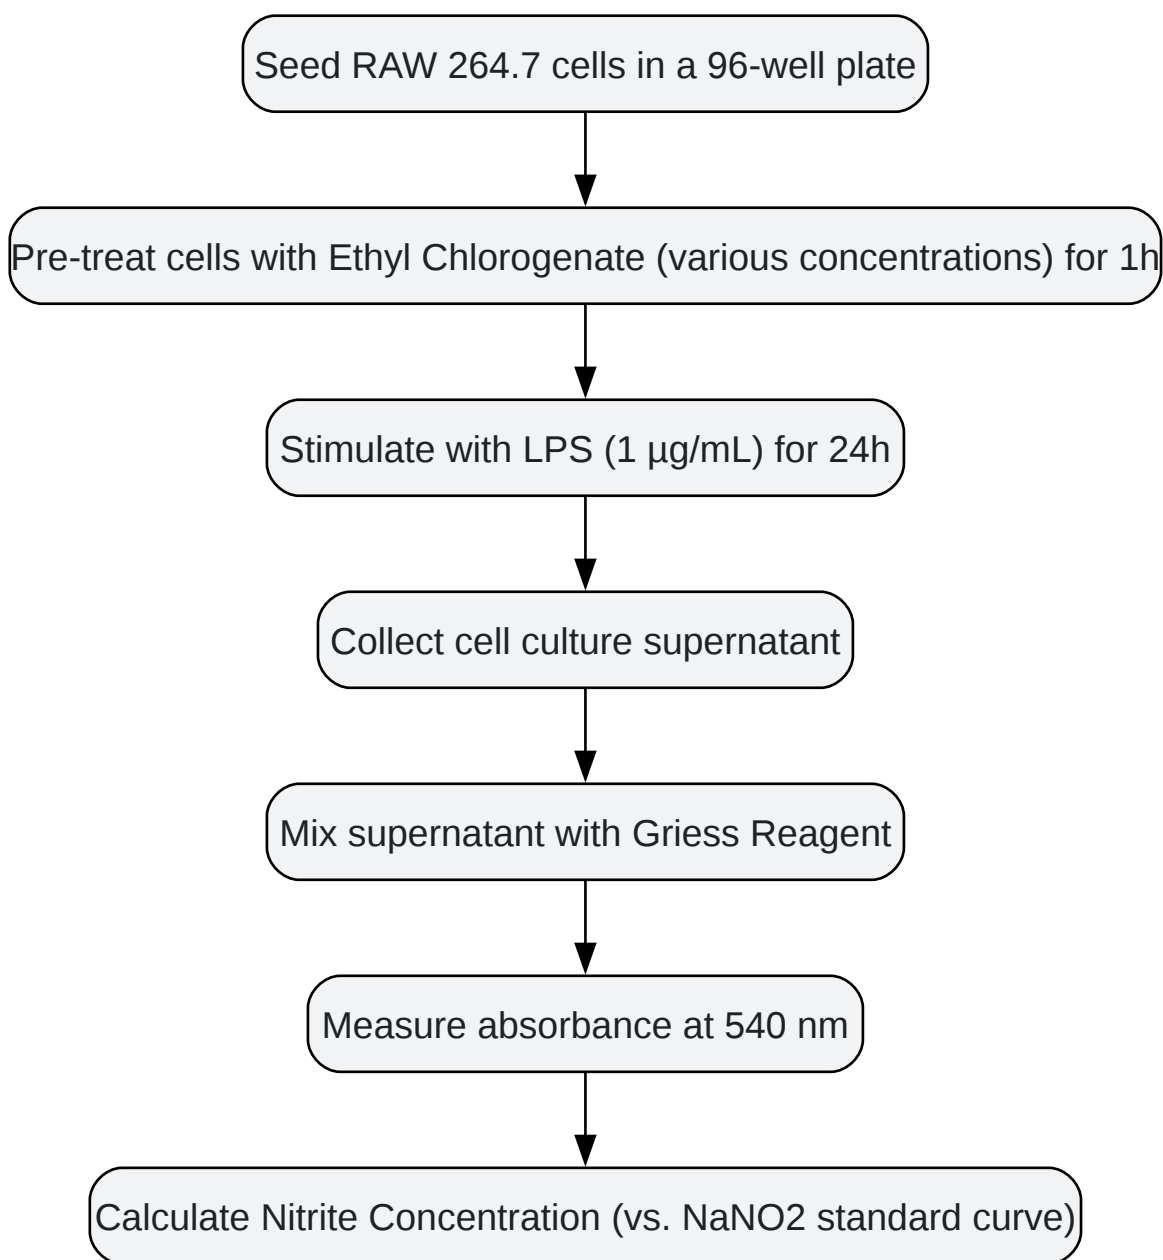 Seed RAW 264.7 cells in a 96-well plate
Pre-treat cells with Ethyl Chlorogenate (various concentrations) for 1h
Stimulate with LPS (1 µg/mL) for 24h
Collect cell culture supernatant
Mix supernatant with Griess Reagent
Measure absorbance at 540 nm
Calculate Nitrite Concentration (vs. NaNO2 standard curve)